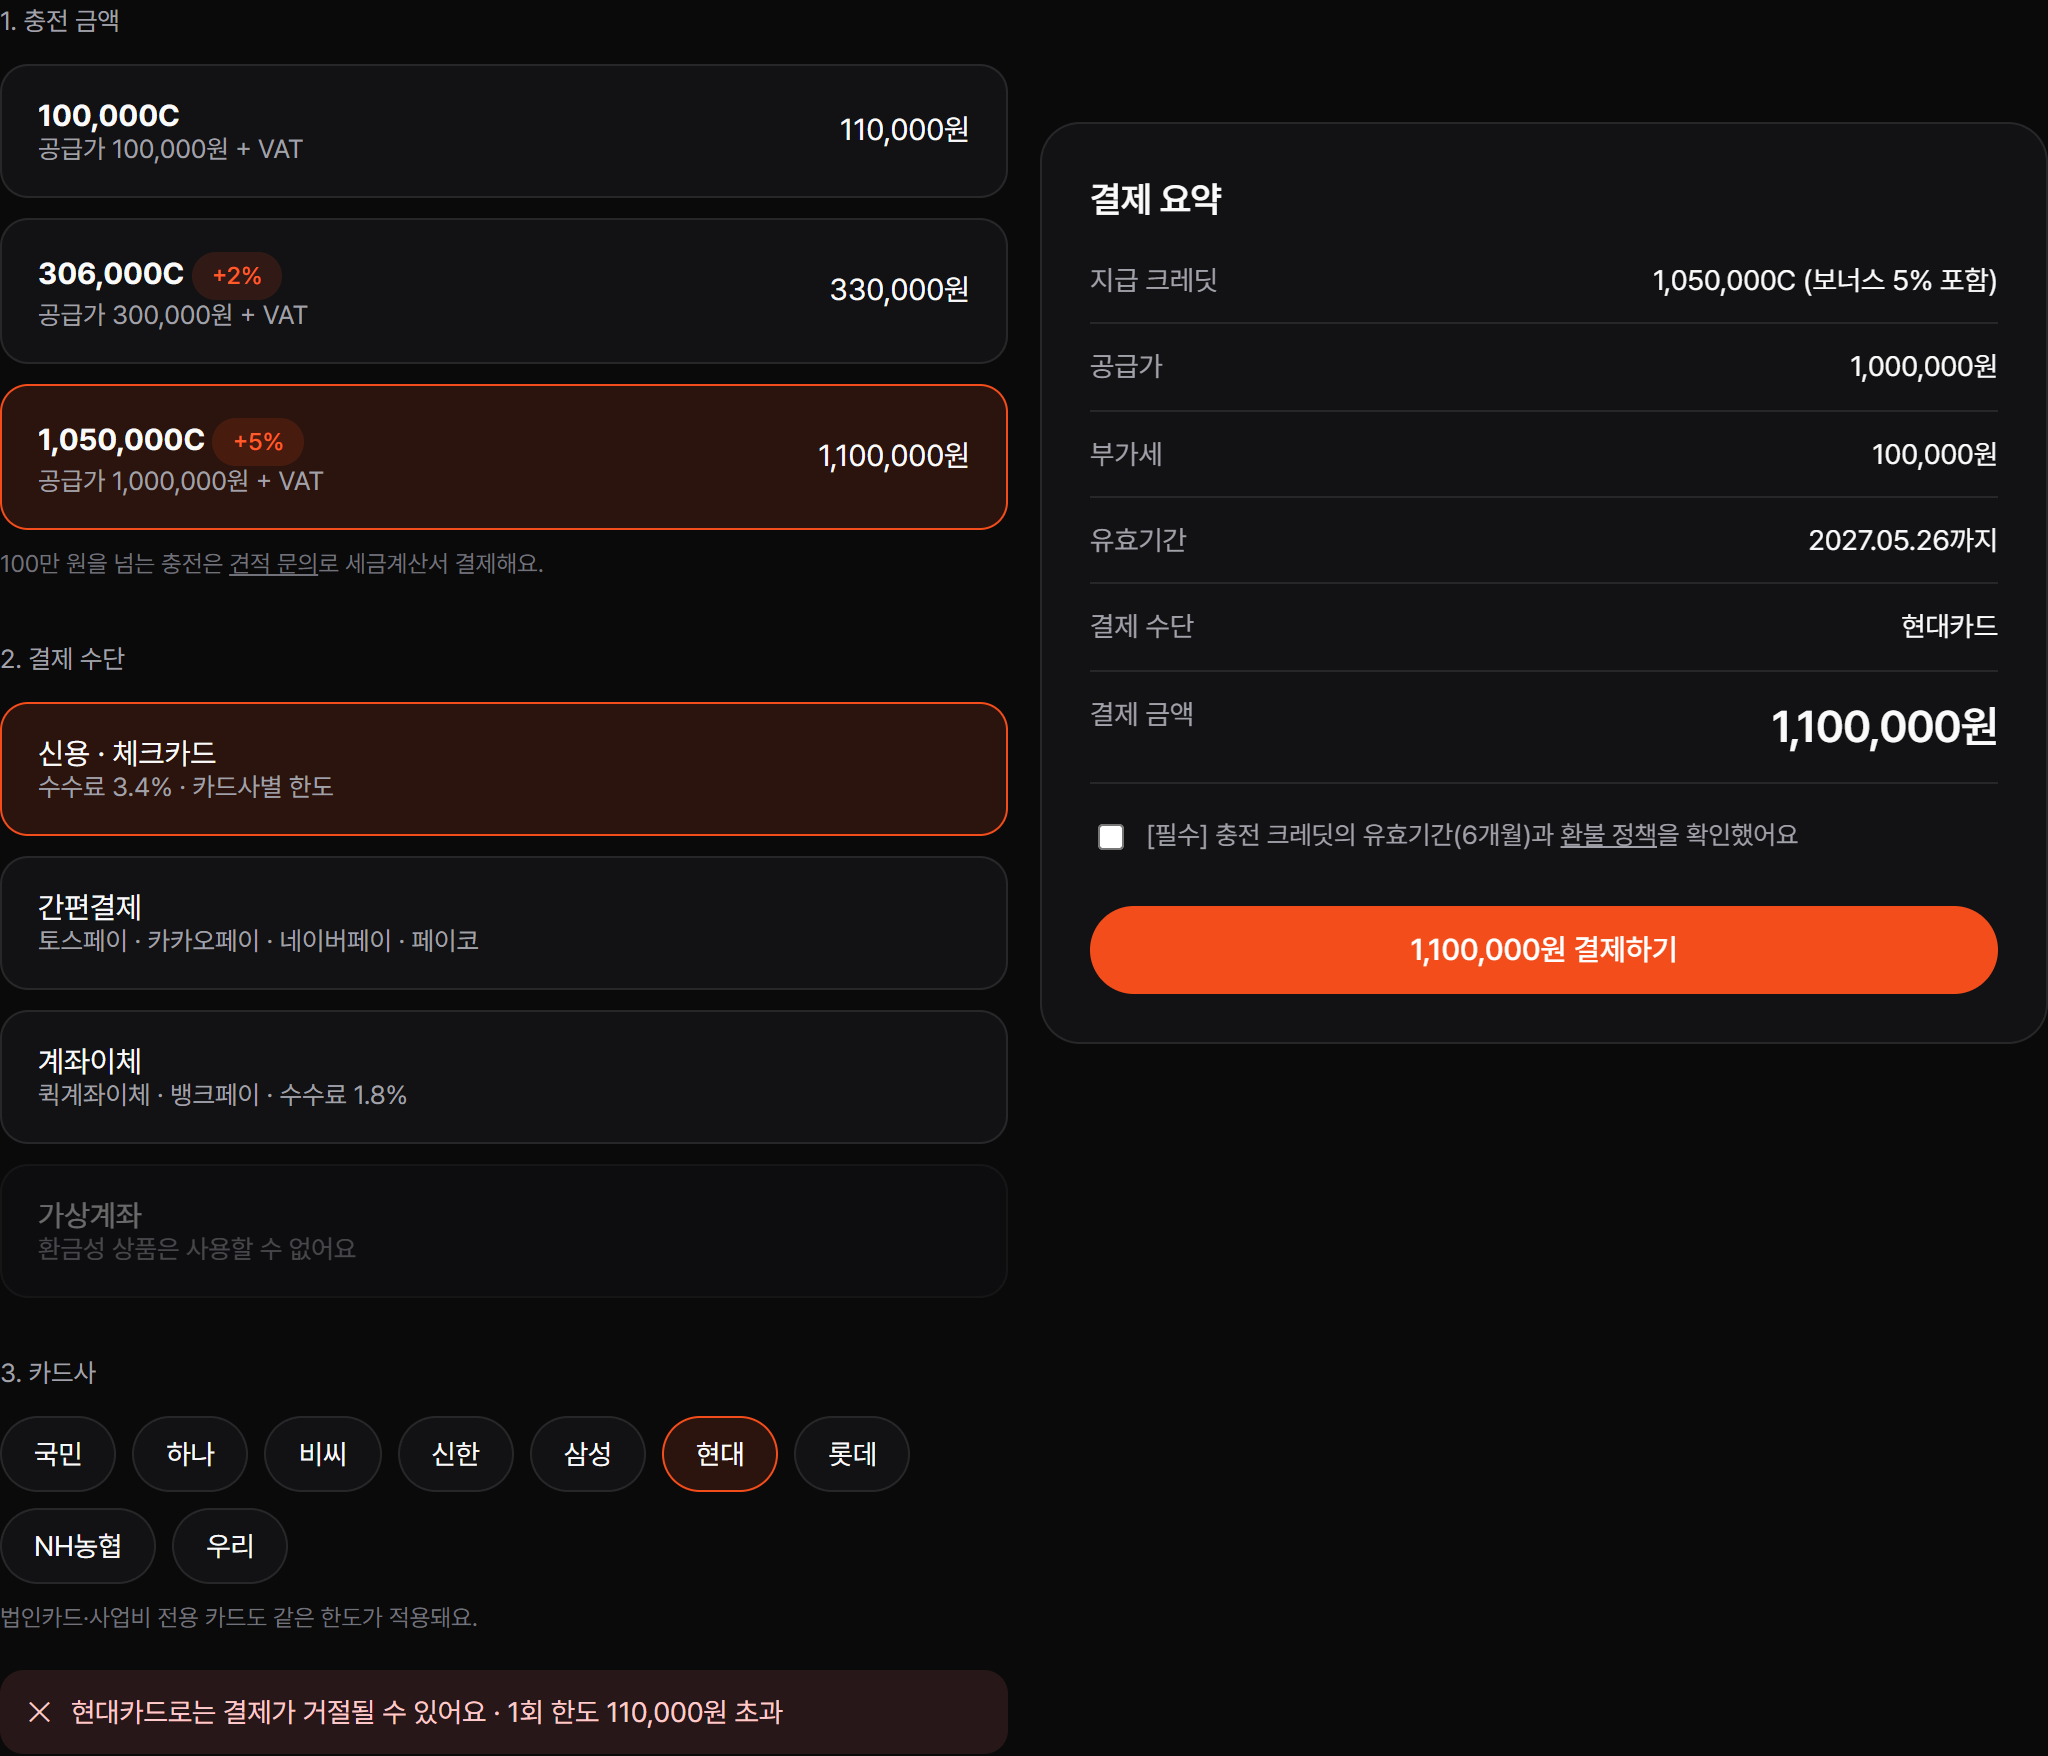 1. 충전 금액
100,000C
공급가 100,000원 + VAT
110,000원
306,000C +2%
공급가 300,000원 + VAT
330,000원
1,050,000C +5%
공급가 1,000,000원 + VAT
1,100,000원
100만 원을 넘는 충전은 견적 문의로 세금계산서 결제해요.
2. 결제 수단
신용 · 체크카드
수수료 3.4% · 카드사별 한도
간편결제
토스페이 · 카카오페이 · 네이버페이 · 페이코
계좌이체
퀵계좌이체 · 뱅크페이 · 수수료 1.8%
가상계좌
환금성 상품은 사용할 수 없어요
3. 카드사
국민 하나 비씨 신한 삼성 현대 롯데
NH농협 우리
법인카드·사업비 전용 카드도 같은 한도가 적용돼요.
현대카드로는 결제가 거절될 수 있어요 · 1회 한도 110,000원 초과
결제 요약
지급 크레딧 1,050,000C (보너스 5% 포함)
공급가 1,000,000원
부가세 100,000원
유효기간 2027.05.26까지
결제 수단 현대카드
결제 금액 1,100,000원
[필수] 충전 크레딧의 유효기간(6개월)과 환불 정책을 확인했어요
1,100,000원 결제하기